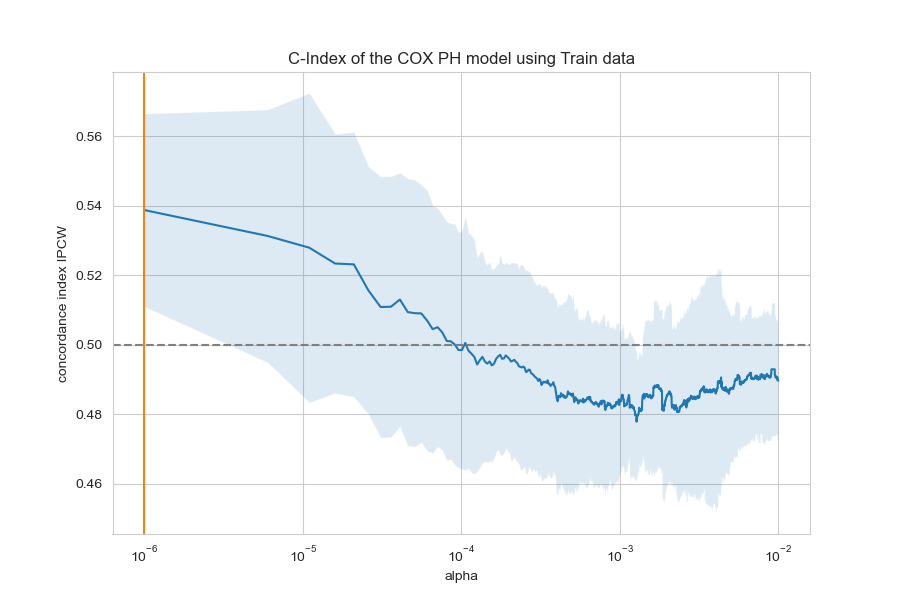 C-Index of the COX PH model using Train data
concordance index IPCW
0.56
0.54
0.52
0.50
0.48
0.46
10⁻⁶ 10⁻⁵ 10⁻⁴ 10⁻³ 10⁻²
alpha